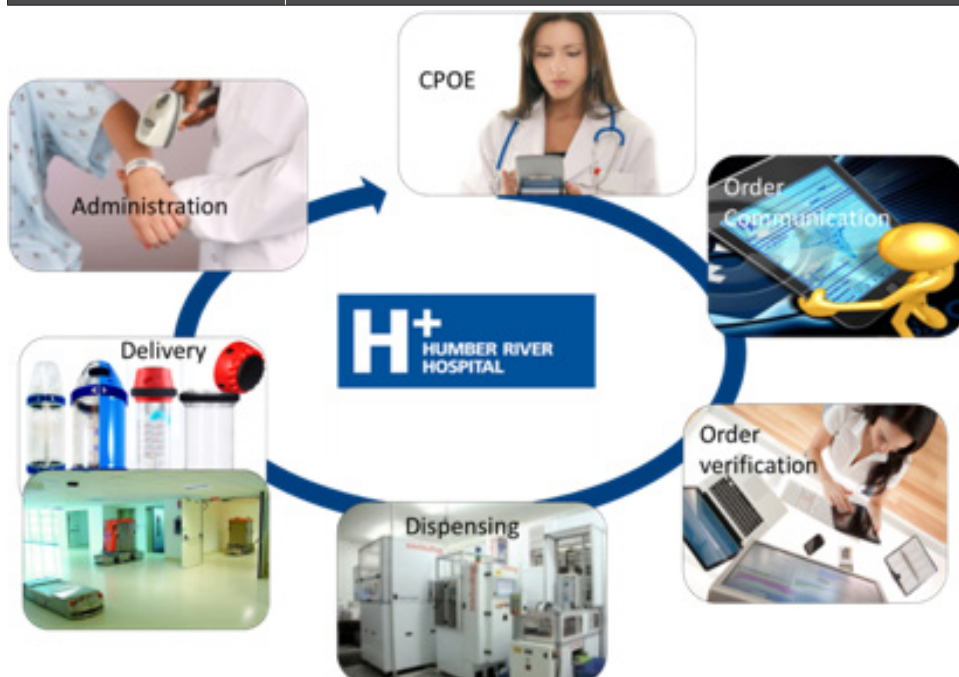 CPOE
Order
Communication
Order
verification
Dispensing
Delivery
Administration
H+
HUMBER RIVER
HOSPITAL